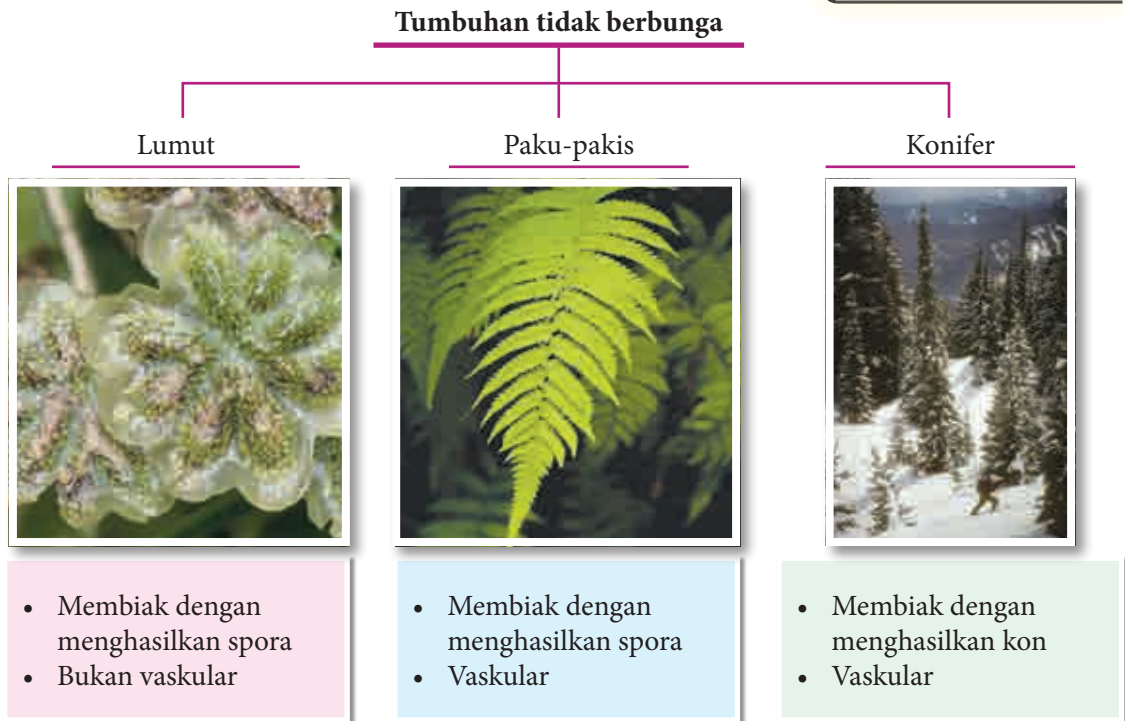 Tumbuhan tidak berbunga
Lumut
Paku-pakis
Konifer
• Membiak dengan
menghasilkan spora
• Bukan vaskular
• Membiak dengan
menghasilkan spora
• Vaskular
• Membiak dengan
menghasilkan kon
• Vaskular